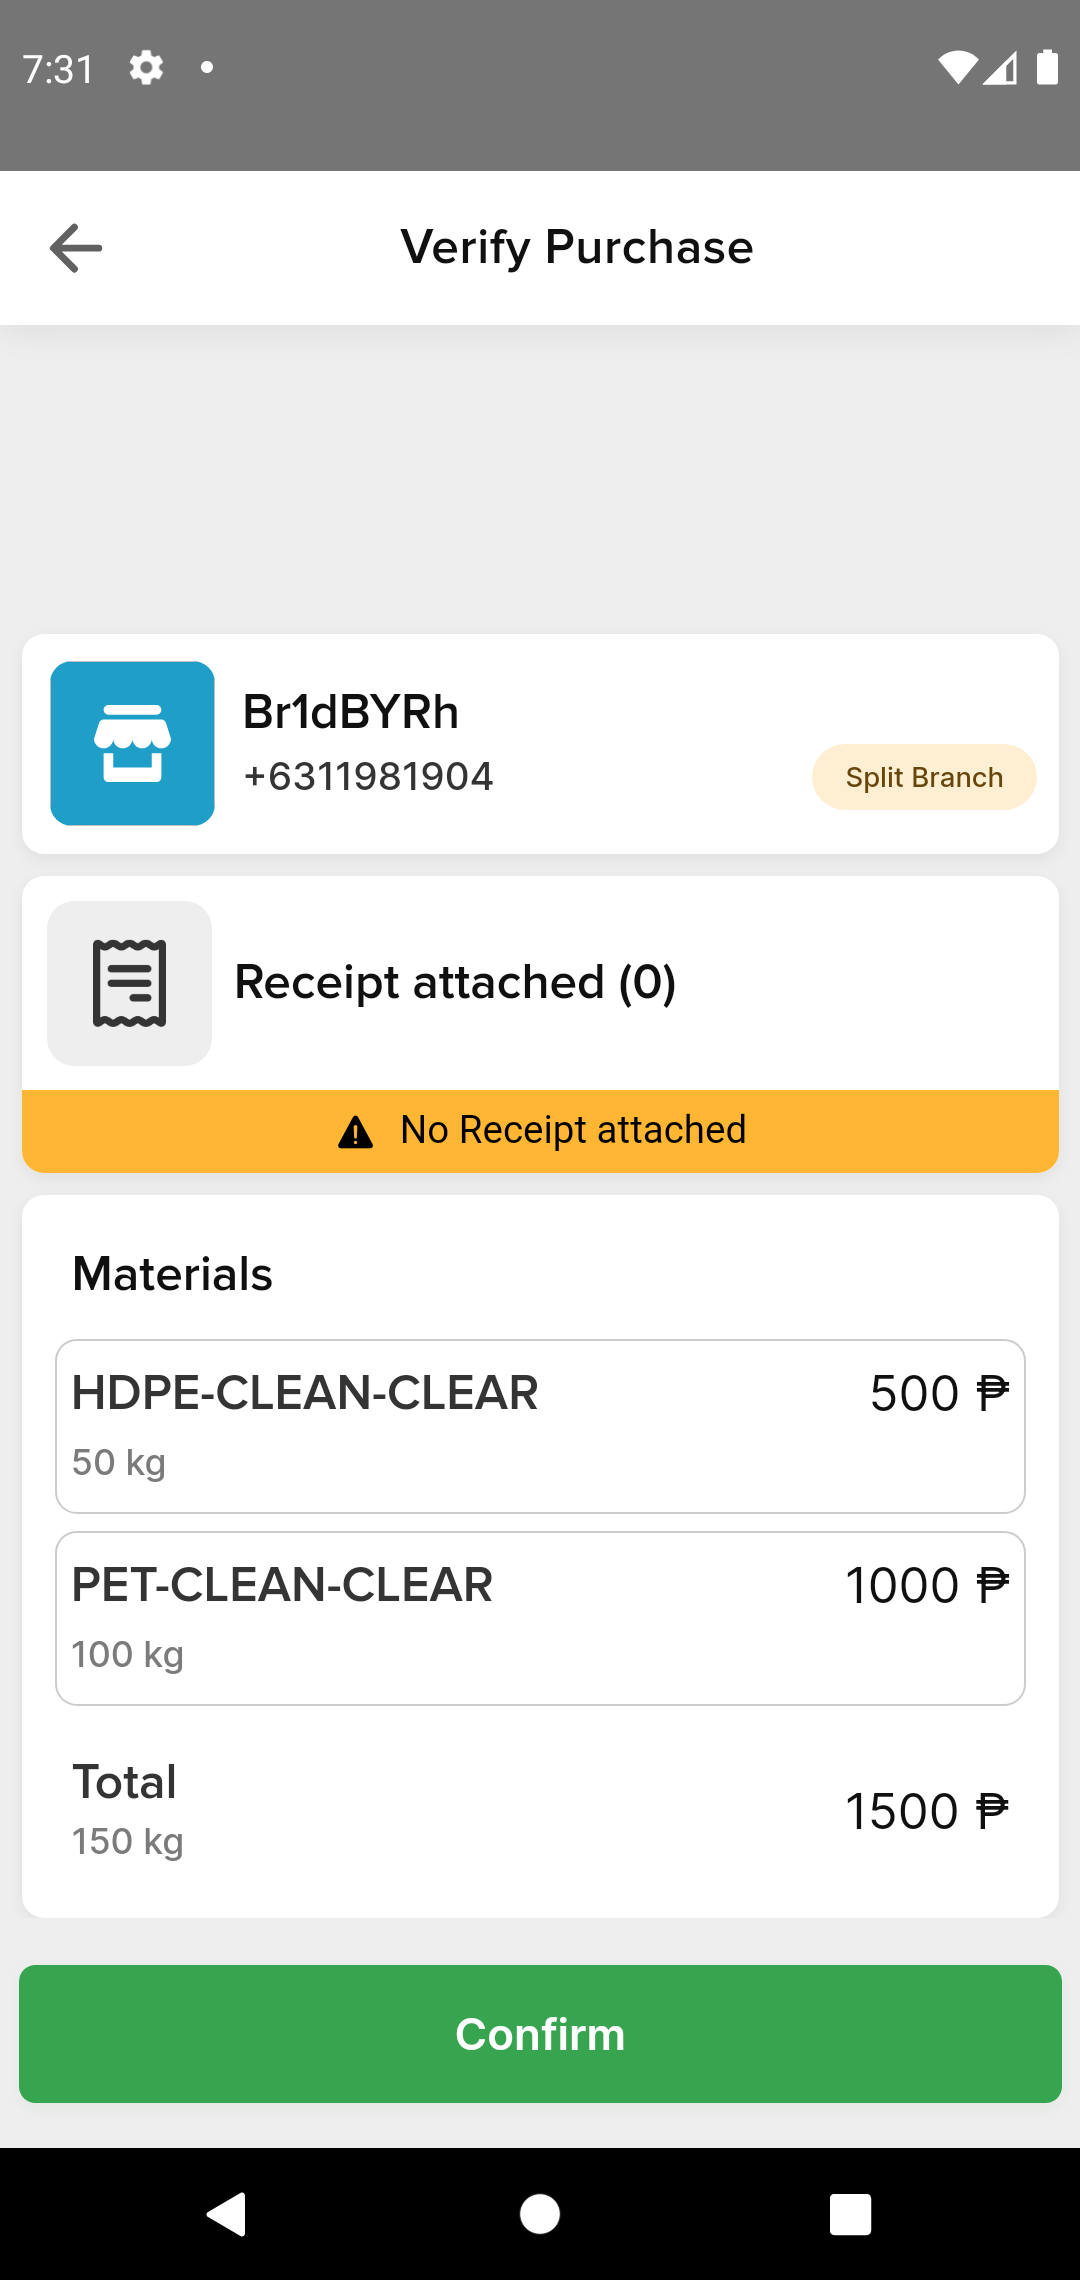 7:31
Verify Purchase
Br1dBYRh
+6311981904
Split Branch
Receipt attached (0)
No Receipt attached
Materials
HDPE-CLEAN-CLEAR 500 ₱
50 kg
PET-CLEAN-CLEAR 1000 ₱
100 kg
Total
1500 ₱
150 kg
Confirm